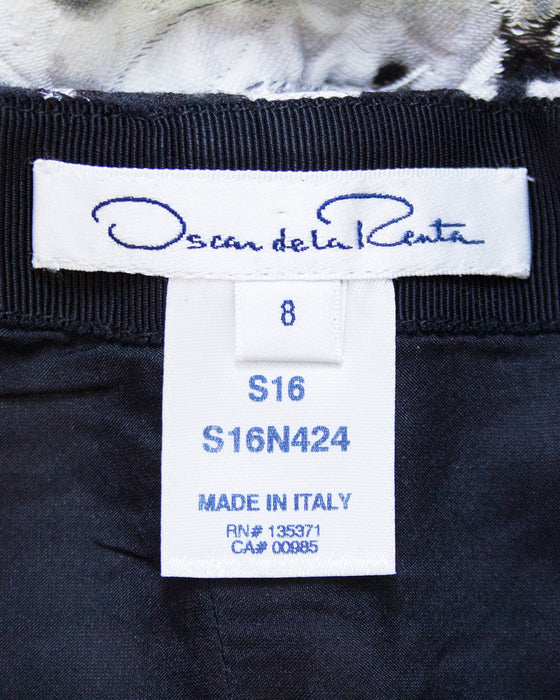 Oscar de la Renta
8
S16
S16N424
MADE IN ITALY
RN# 135371
CA# 00985